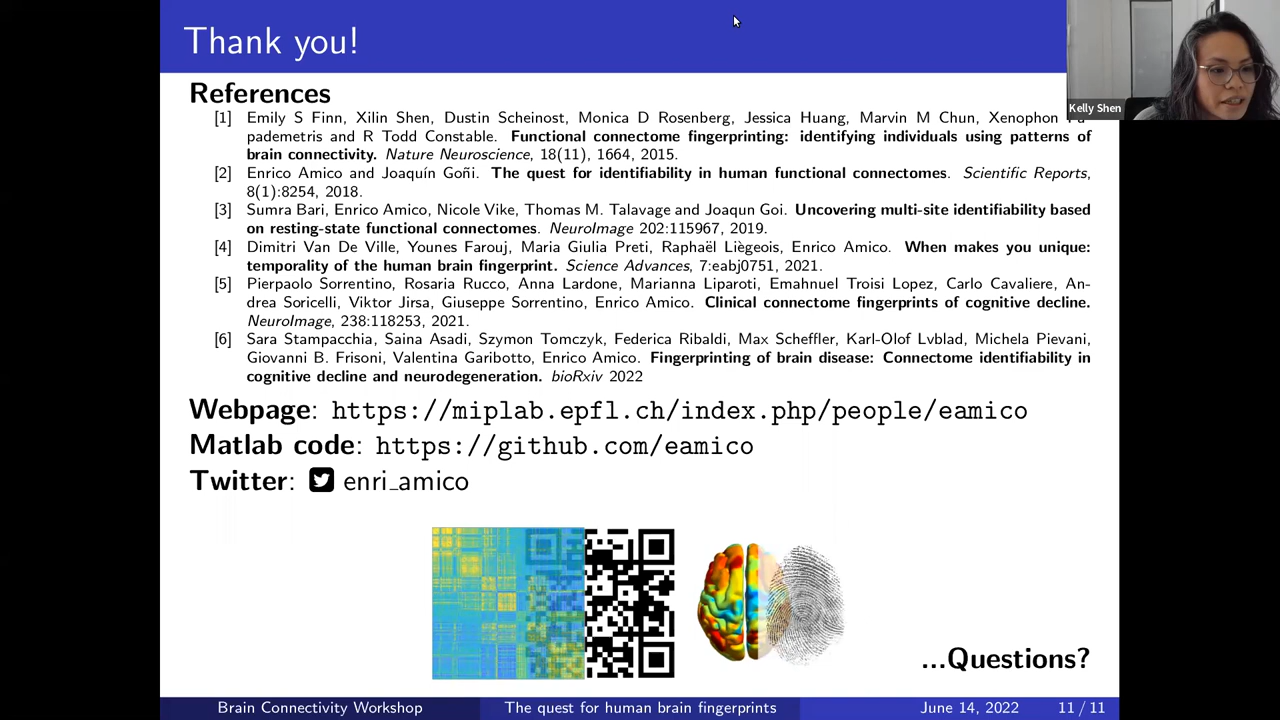 Thank you!
Kelly Shen
References
[1] Emily S Finn, Xilin Shen, Dustin Scheinost, Monica D Rosenberg, Jessica Huang, Marvin M Chun, Xenophon
pademetris and R Todd Constable. Functional connectome fingerprinting: identifying individuals using patterns of
brain connectivity. Nature Neuroscience, 18(11), 1664, 2015.
[2] Enrico Amico and Joaquín Goñi. The quest for identifiability in human functional connectomes. Scientific Reports,
8(1):8254, 2018.
[3] Sumra Bari, Enrico Amico, Nicole Vike, Thomas M. Talavage and Joaqun Goi. Uncovering multi-site identifiability based
on resting-state functional connectomes. NeuroImage 202:115967, 2019.
[4] Dimitri Van De Ville, Younes Farouj, Maria Giulia Preti, Raphaël Liègeois, Enrico Amico. When makes you unique:
temporality of the human brain fingerprint. Science Advances, 7:eabj0751, 2021.
[5] Pierpaolo Sorrentino, Rosaria Rucco, Anna Lardone, Marianna Liparoti, Emahnuel Troisi Lopez, Carlo Cavaliere, An-
drea Soricelli, Viktor Jirsa, Giuseppe Sorrentino, Enrico Amico. Clinical connectome fingerprints of cognitive decline.
NeuroImage, 238:118253, 2021.
[6] Sara Stampacchia, Saina Asadi, Szymon Tomczyk, Federica Ribaldi, Max Scheffler, Karl-Olof Lvblad, Michela Pievani,
Giovanni B. Frisoni, Valentina Garibotto, Enrico Amico. Fingerprinting of brain disease: Connectome identifiability in
cognitive decline and neurodegeneration. bioRxiv 2022
Webpage: https://miplab.epfl.ch/index.php/people/eamico
Matlab code: https://github.com/eamico
Twitter: enri_amico
...Questions?
Brain Connectivity Workshop The quest for human brain fingerprints June 14, 2022 11 / 11